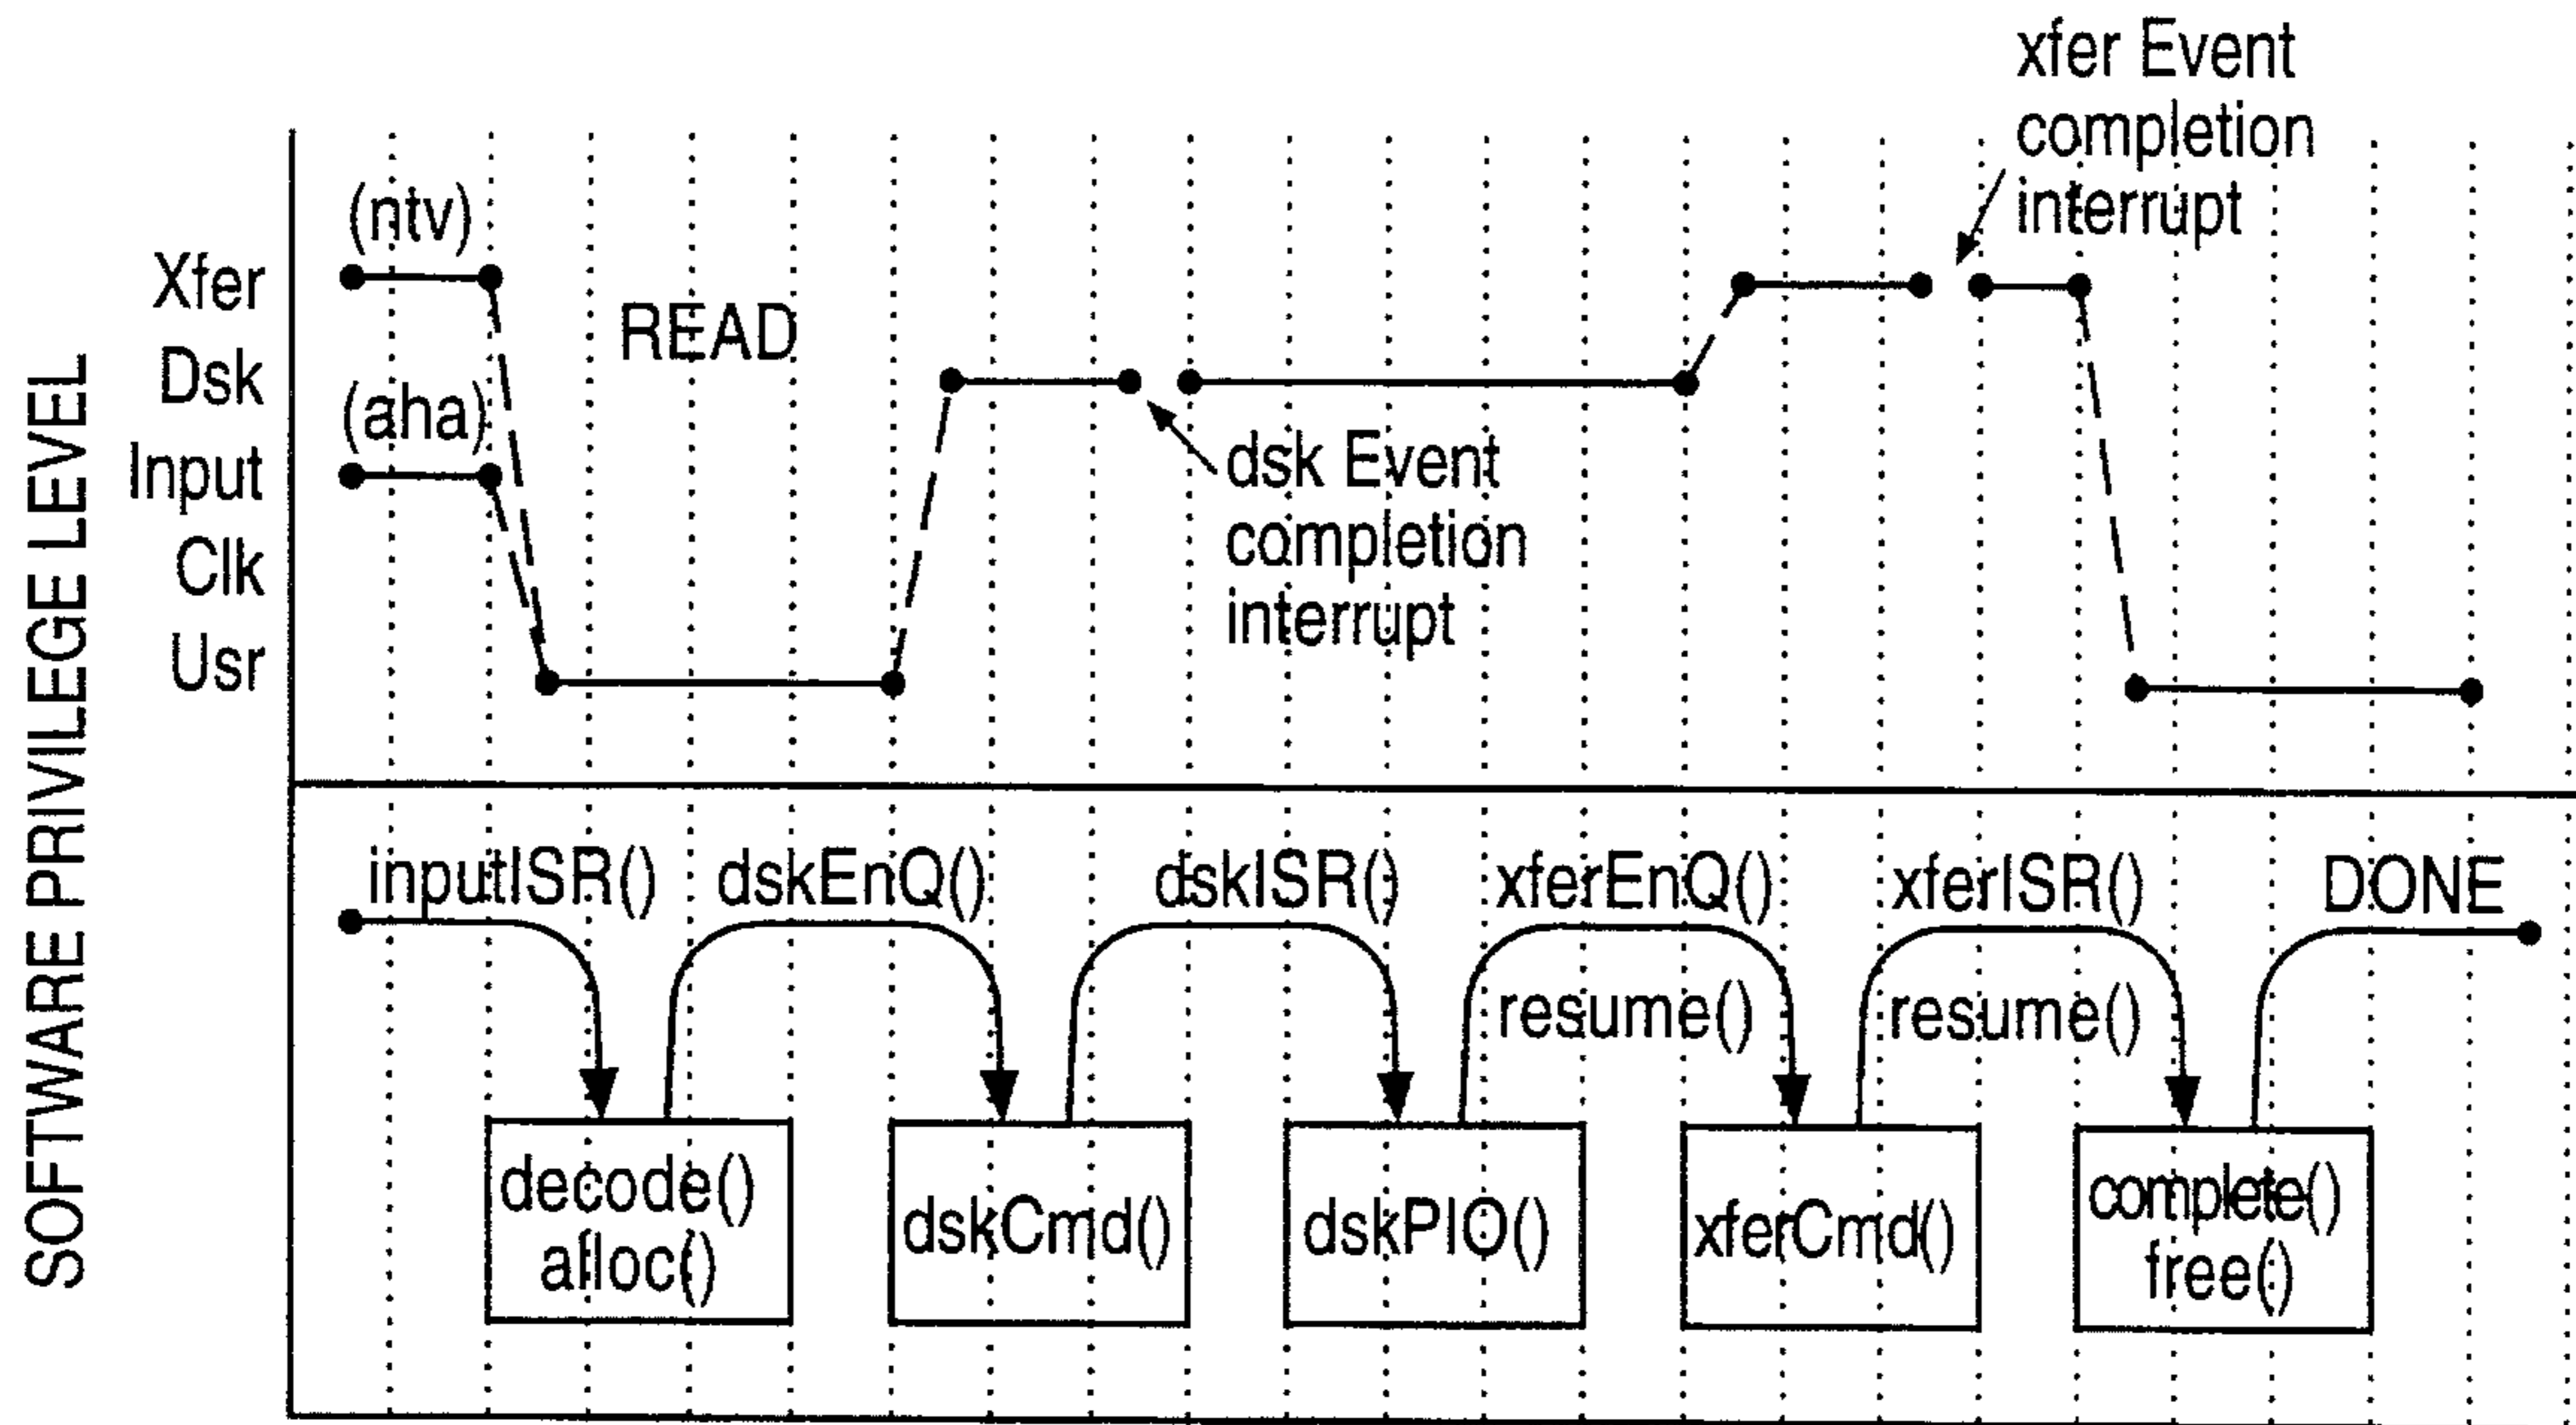 xfer Event
completion
interrupt
(ntv)
Xfer
READ
Dsk
(aha)
Input
dsk Event
completion
interrupt
Clk
Usr
SOFTWARE PRIVILEGE LEVEL
inputISR()
dskEnQ()
dskISR()
xferEnQ()
xferISR()
DONE
resume()
resume()
decode()
alloc()
dskCmd()
dskPIO()
xferCmd()
complete()
free()